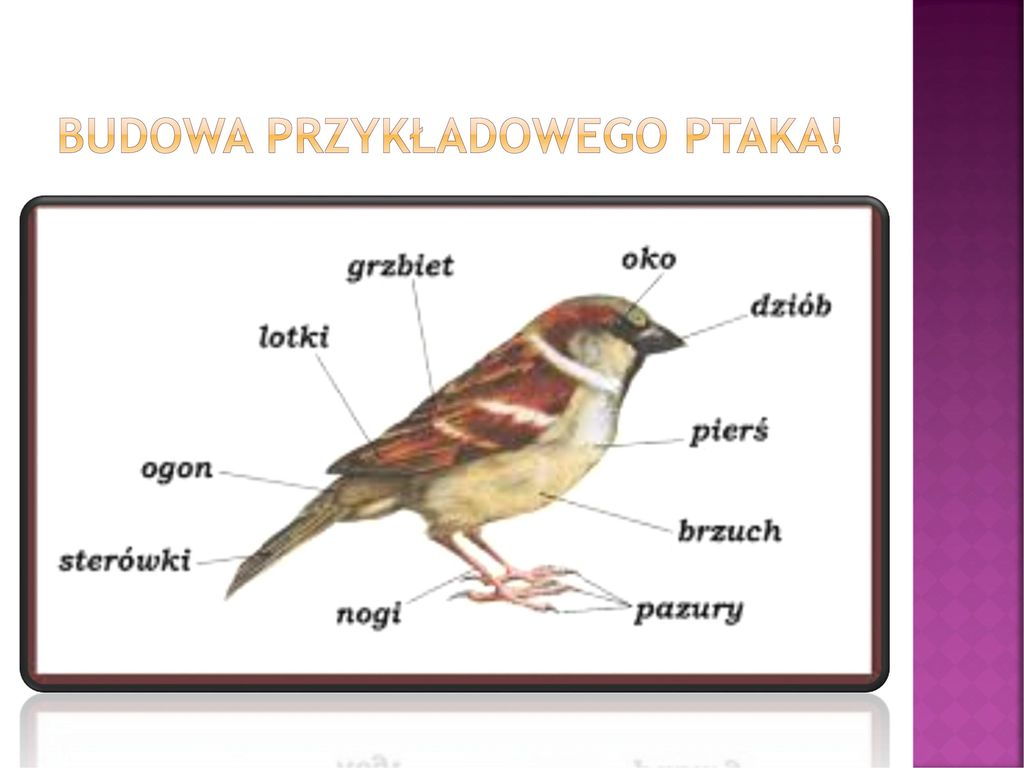 BUDOWA PRZYKŁADOWEGO PTAKA!
grzbiet
oko
dziób
lotki
pierś
ogon
brzuch
sterówki
nogi
pazury